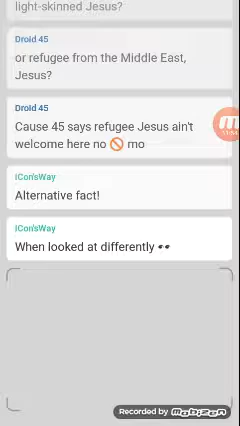 light-skinned Jesus?
Droid 45
or refugee from the Middle East,
Jesus?
Droid 45
Cause 45 says refugee Jesus ain't
welcome here no 🚫 mo
iCon'sWay
Alternative fact!
iCon'sWay
When looked at differently 👀
Recorded by mobizen